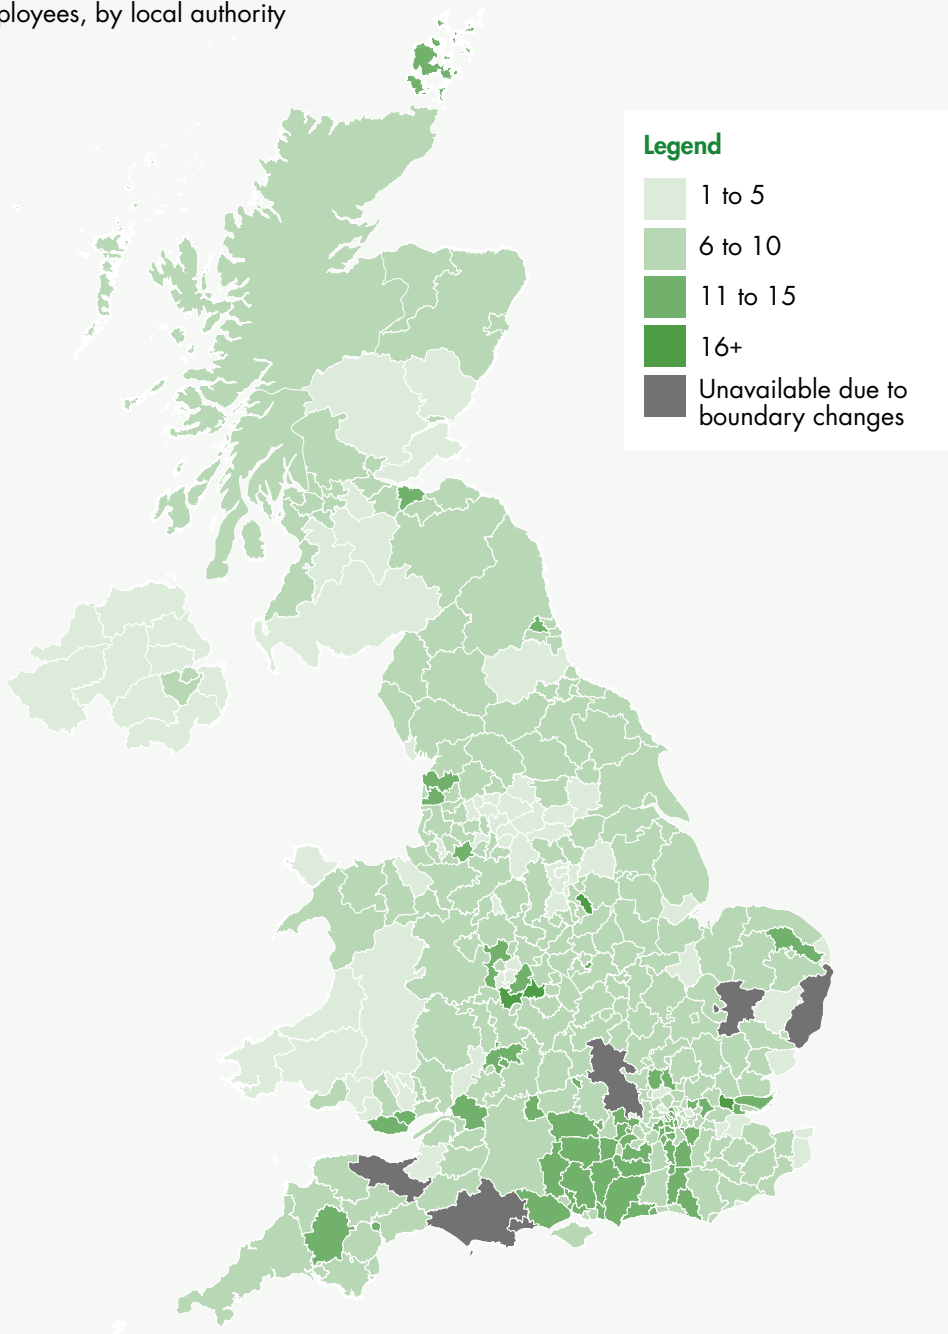 ployees, by local authority
Legend
1 to 5
6 to 10
11 to 15
16+
Unavailable due to
boundary changes